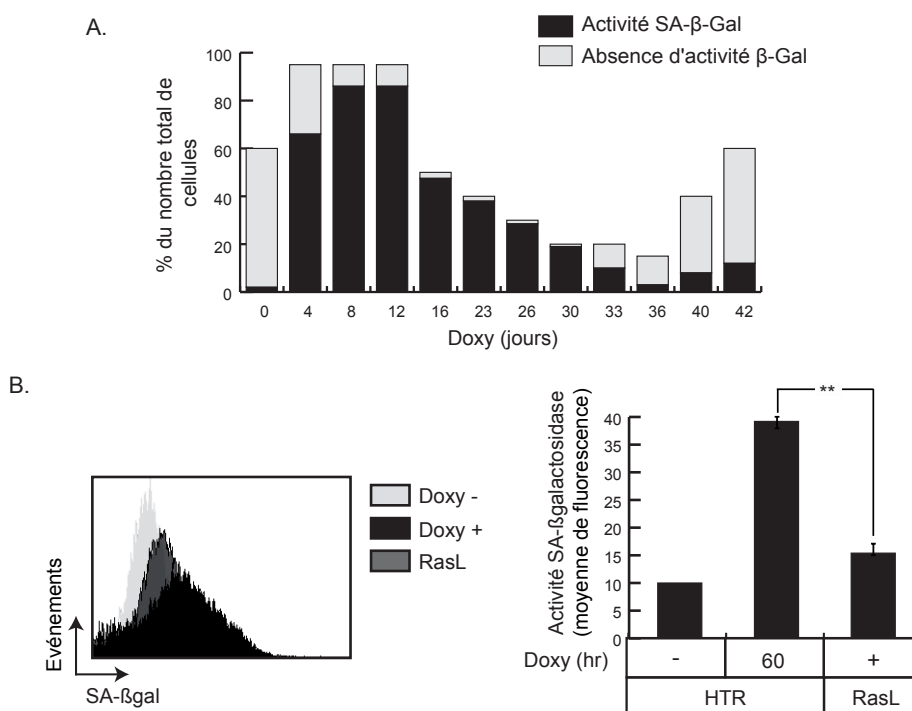 A.
Activité SA-β-Gal
Absence d'activité β-Gal
% du nombre total de
cellules
100
80
60
40
20
0
0 4 8 12 16 23 26 30 33 36 40 42
Doxy (jours)
B.
Evénements
SA-ßgal
Doxy -
Doxy +
RasL
Activité SA-ßgalactosidase
(moyenne de fluorescence)
40
35
30
25
20
15
10
5
0
**
Doxy (hr) - 60 +
HTR RasL